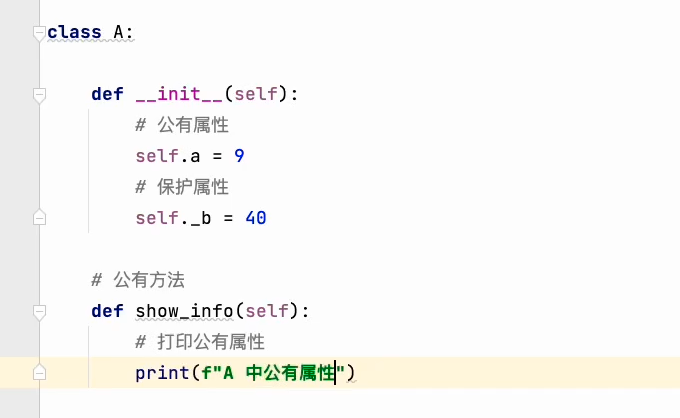 class A:
def __init__(self):
# 公有属性
self.a = 9
# 保护属性
self._b = 40
# 公有方法
def show_info(self):
# 打印公有属性
print(f"A 中公有属性")